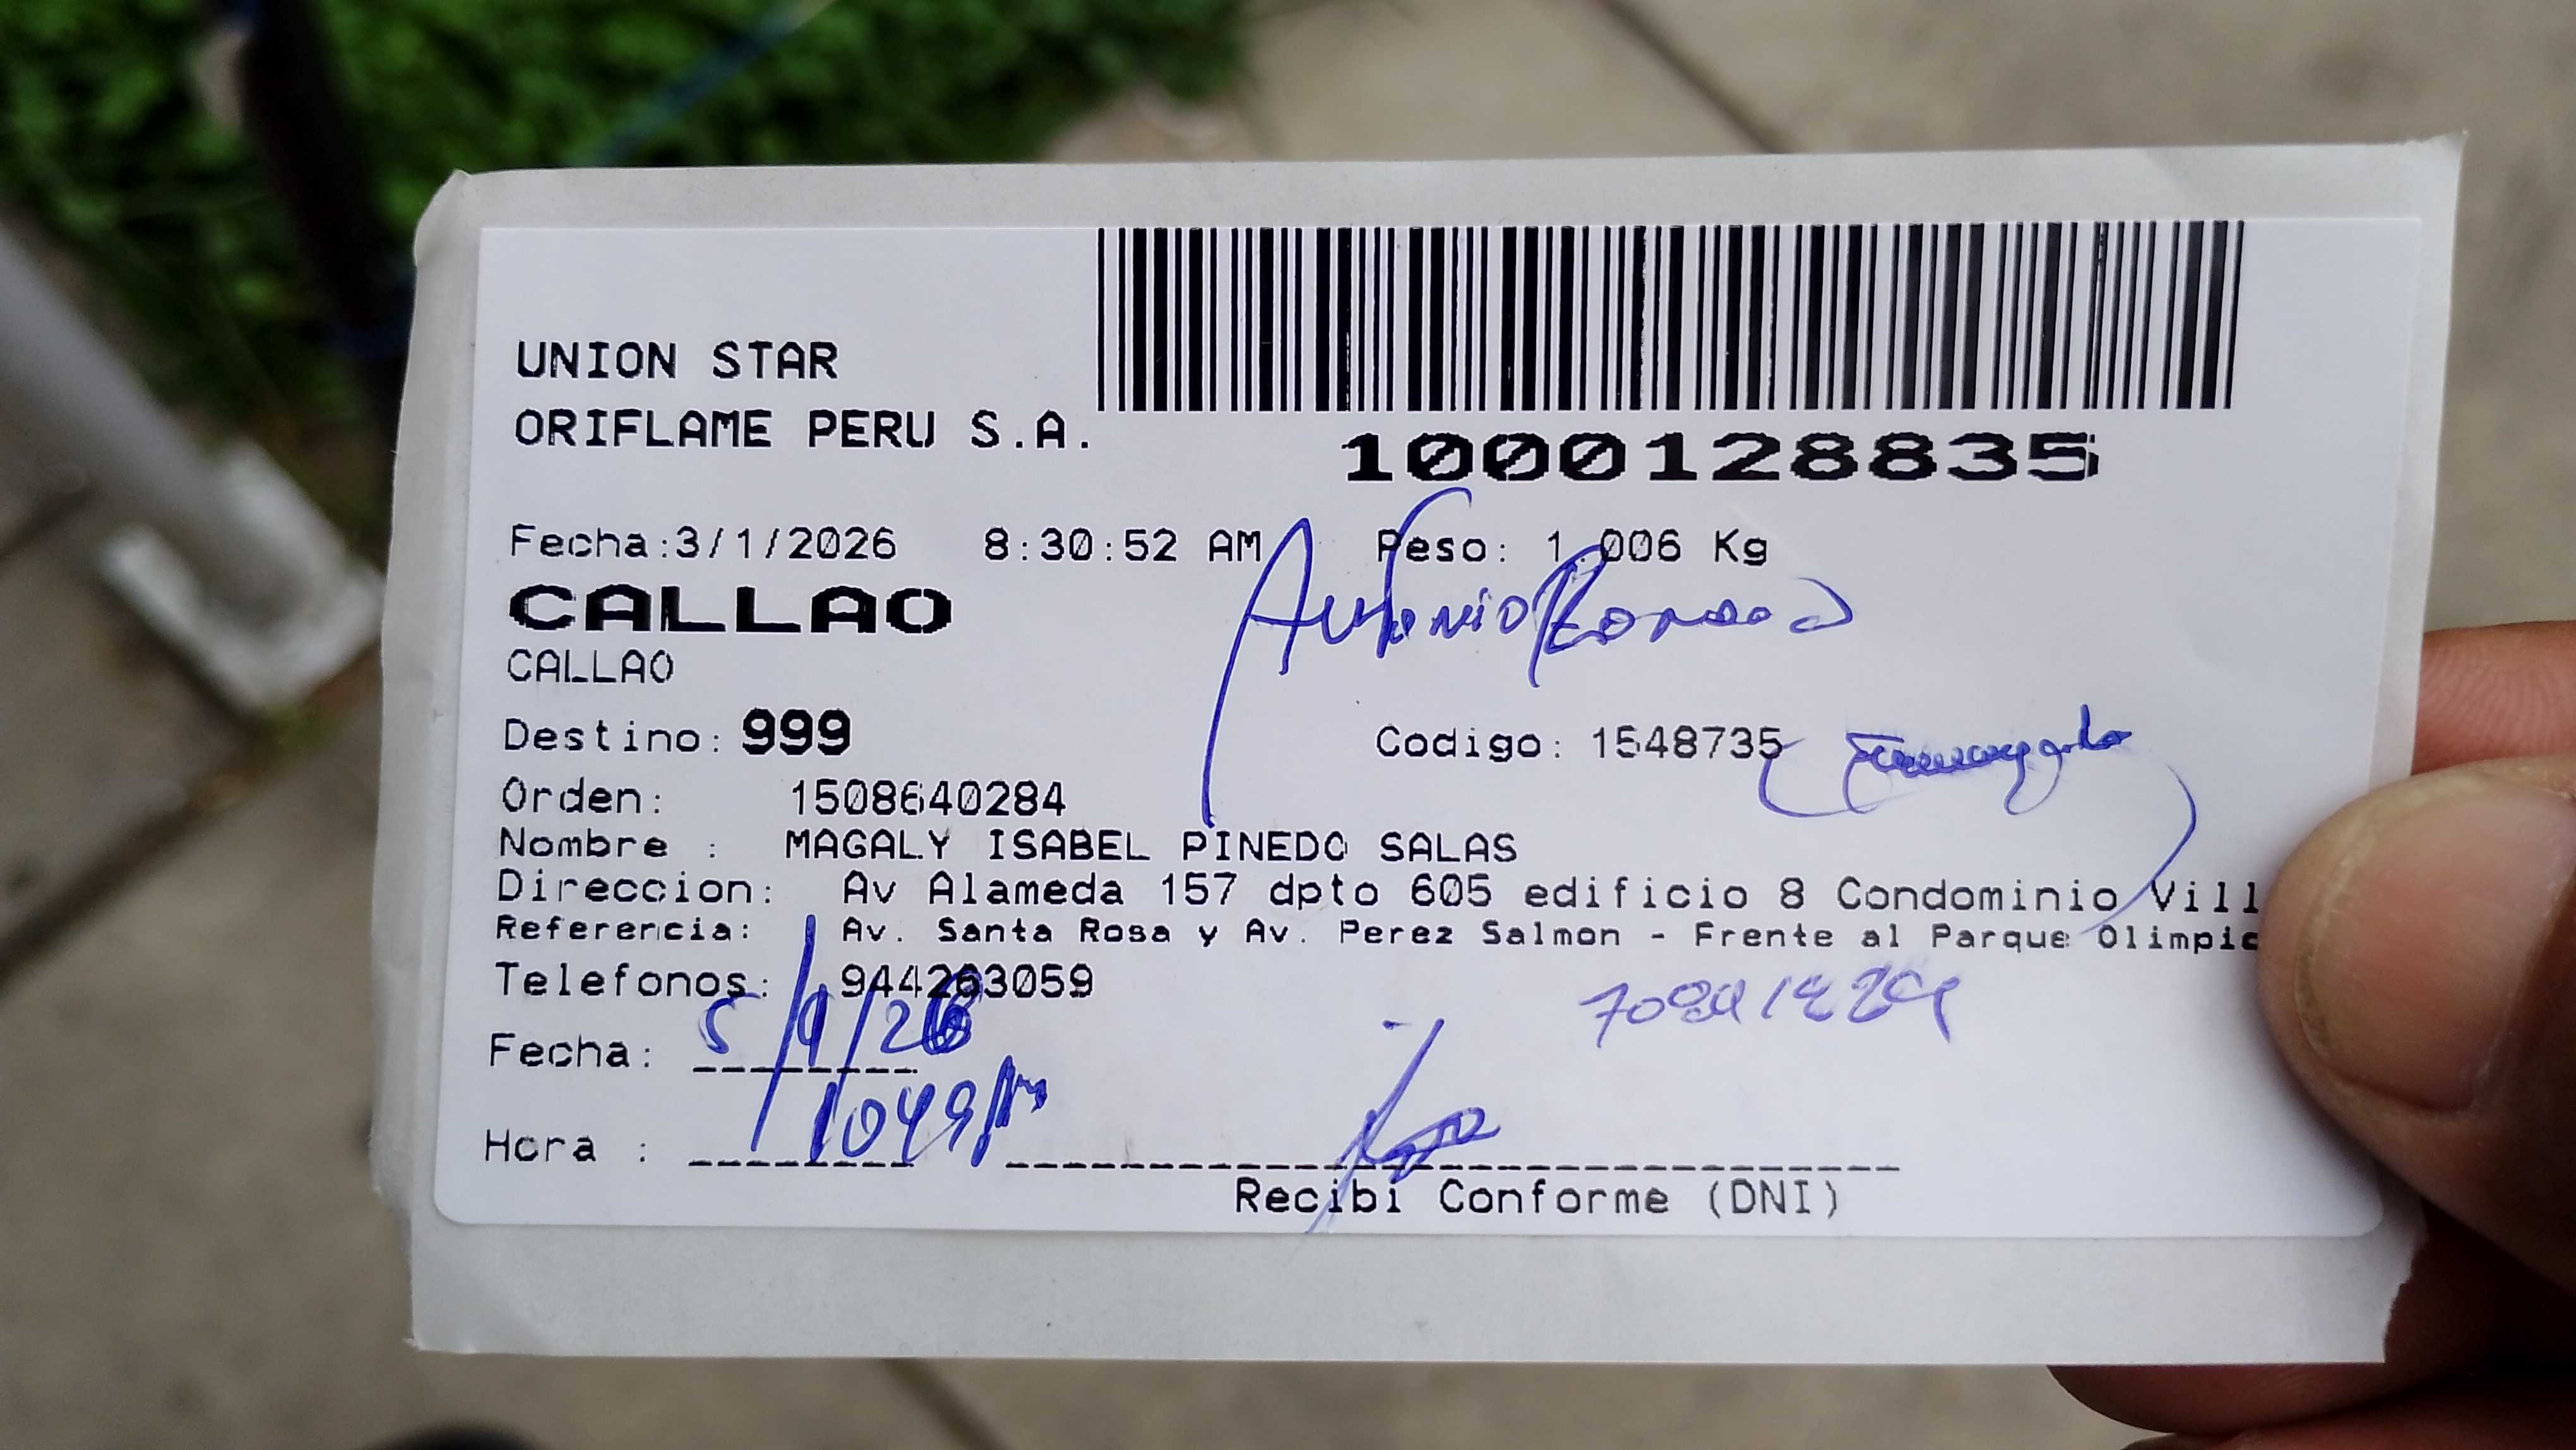 UNION STAR
ORIFLAME PERU S.A.
1000128835
Fecha:3/1/2026 8:30:52 AM Peso: 1.006 Kg
CALLAO
Antonio
CALLAO
Destino: 999 Codigo: 1548735
Orden: 1508640284
Nombre : MAGALY ISABEL PINEDO SALAS
Direccion: Av Alameda 157 dpto 605 edificio 8 Condominio Vill
Referencia: Av. Santa Rosa y Av. Perez Salmon - Frente al Parque Olimpic
Telefonos: 944263059
Fecha: 5/1/26
Hora : 1049
Recibi Conforme (DNI)